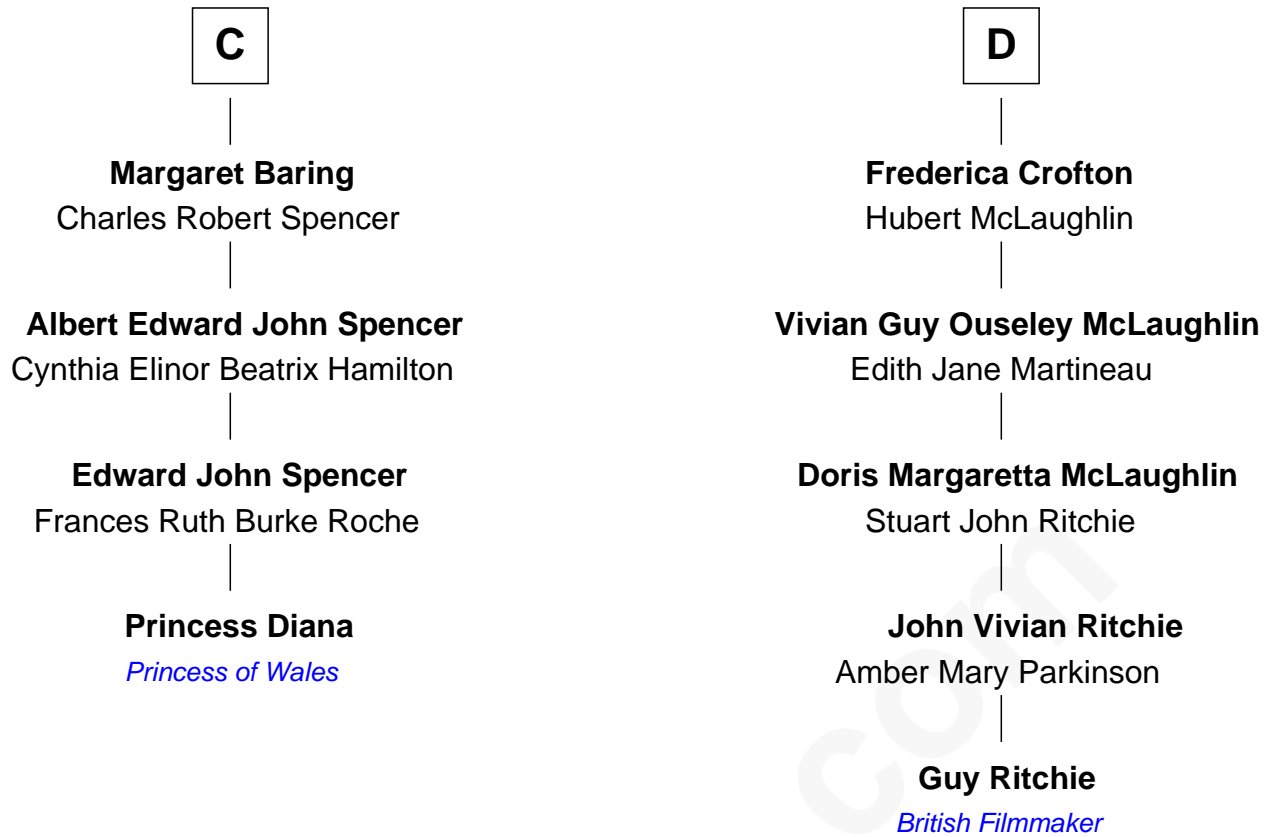 C
Margaret Baring
Charles Robert Spencer
Albert Edward John Spencer
Cynthia Elinor Beatrix Hamilton
Edward John Spencer
Frances Ruth Burke Roche
Princess Diana
Princess of Wales
D
Frederica Crofton
Hubert McLaughlin
Vivian Guy Ouseley McLaughlin
Edith Jane Martineau
Doris Margaretta McLaughlin
Stuart John Ritchie
John Vivian Ritchie
Amber Mary Parkinson
Guy Ritchie
British Filmmaker
com